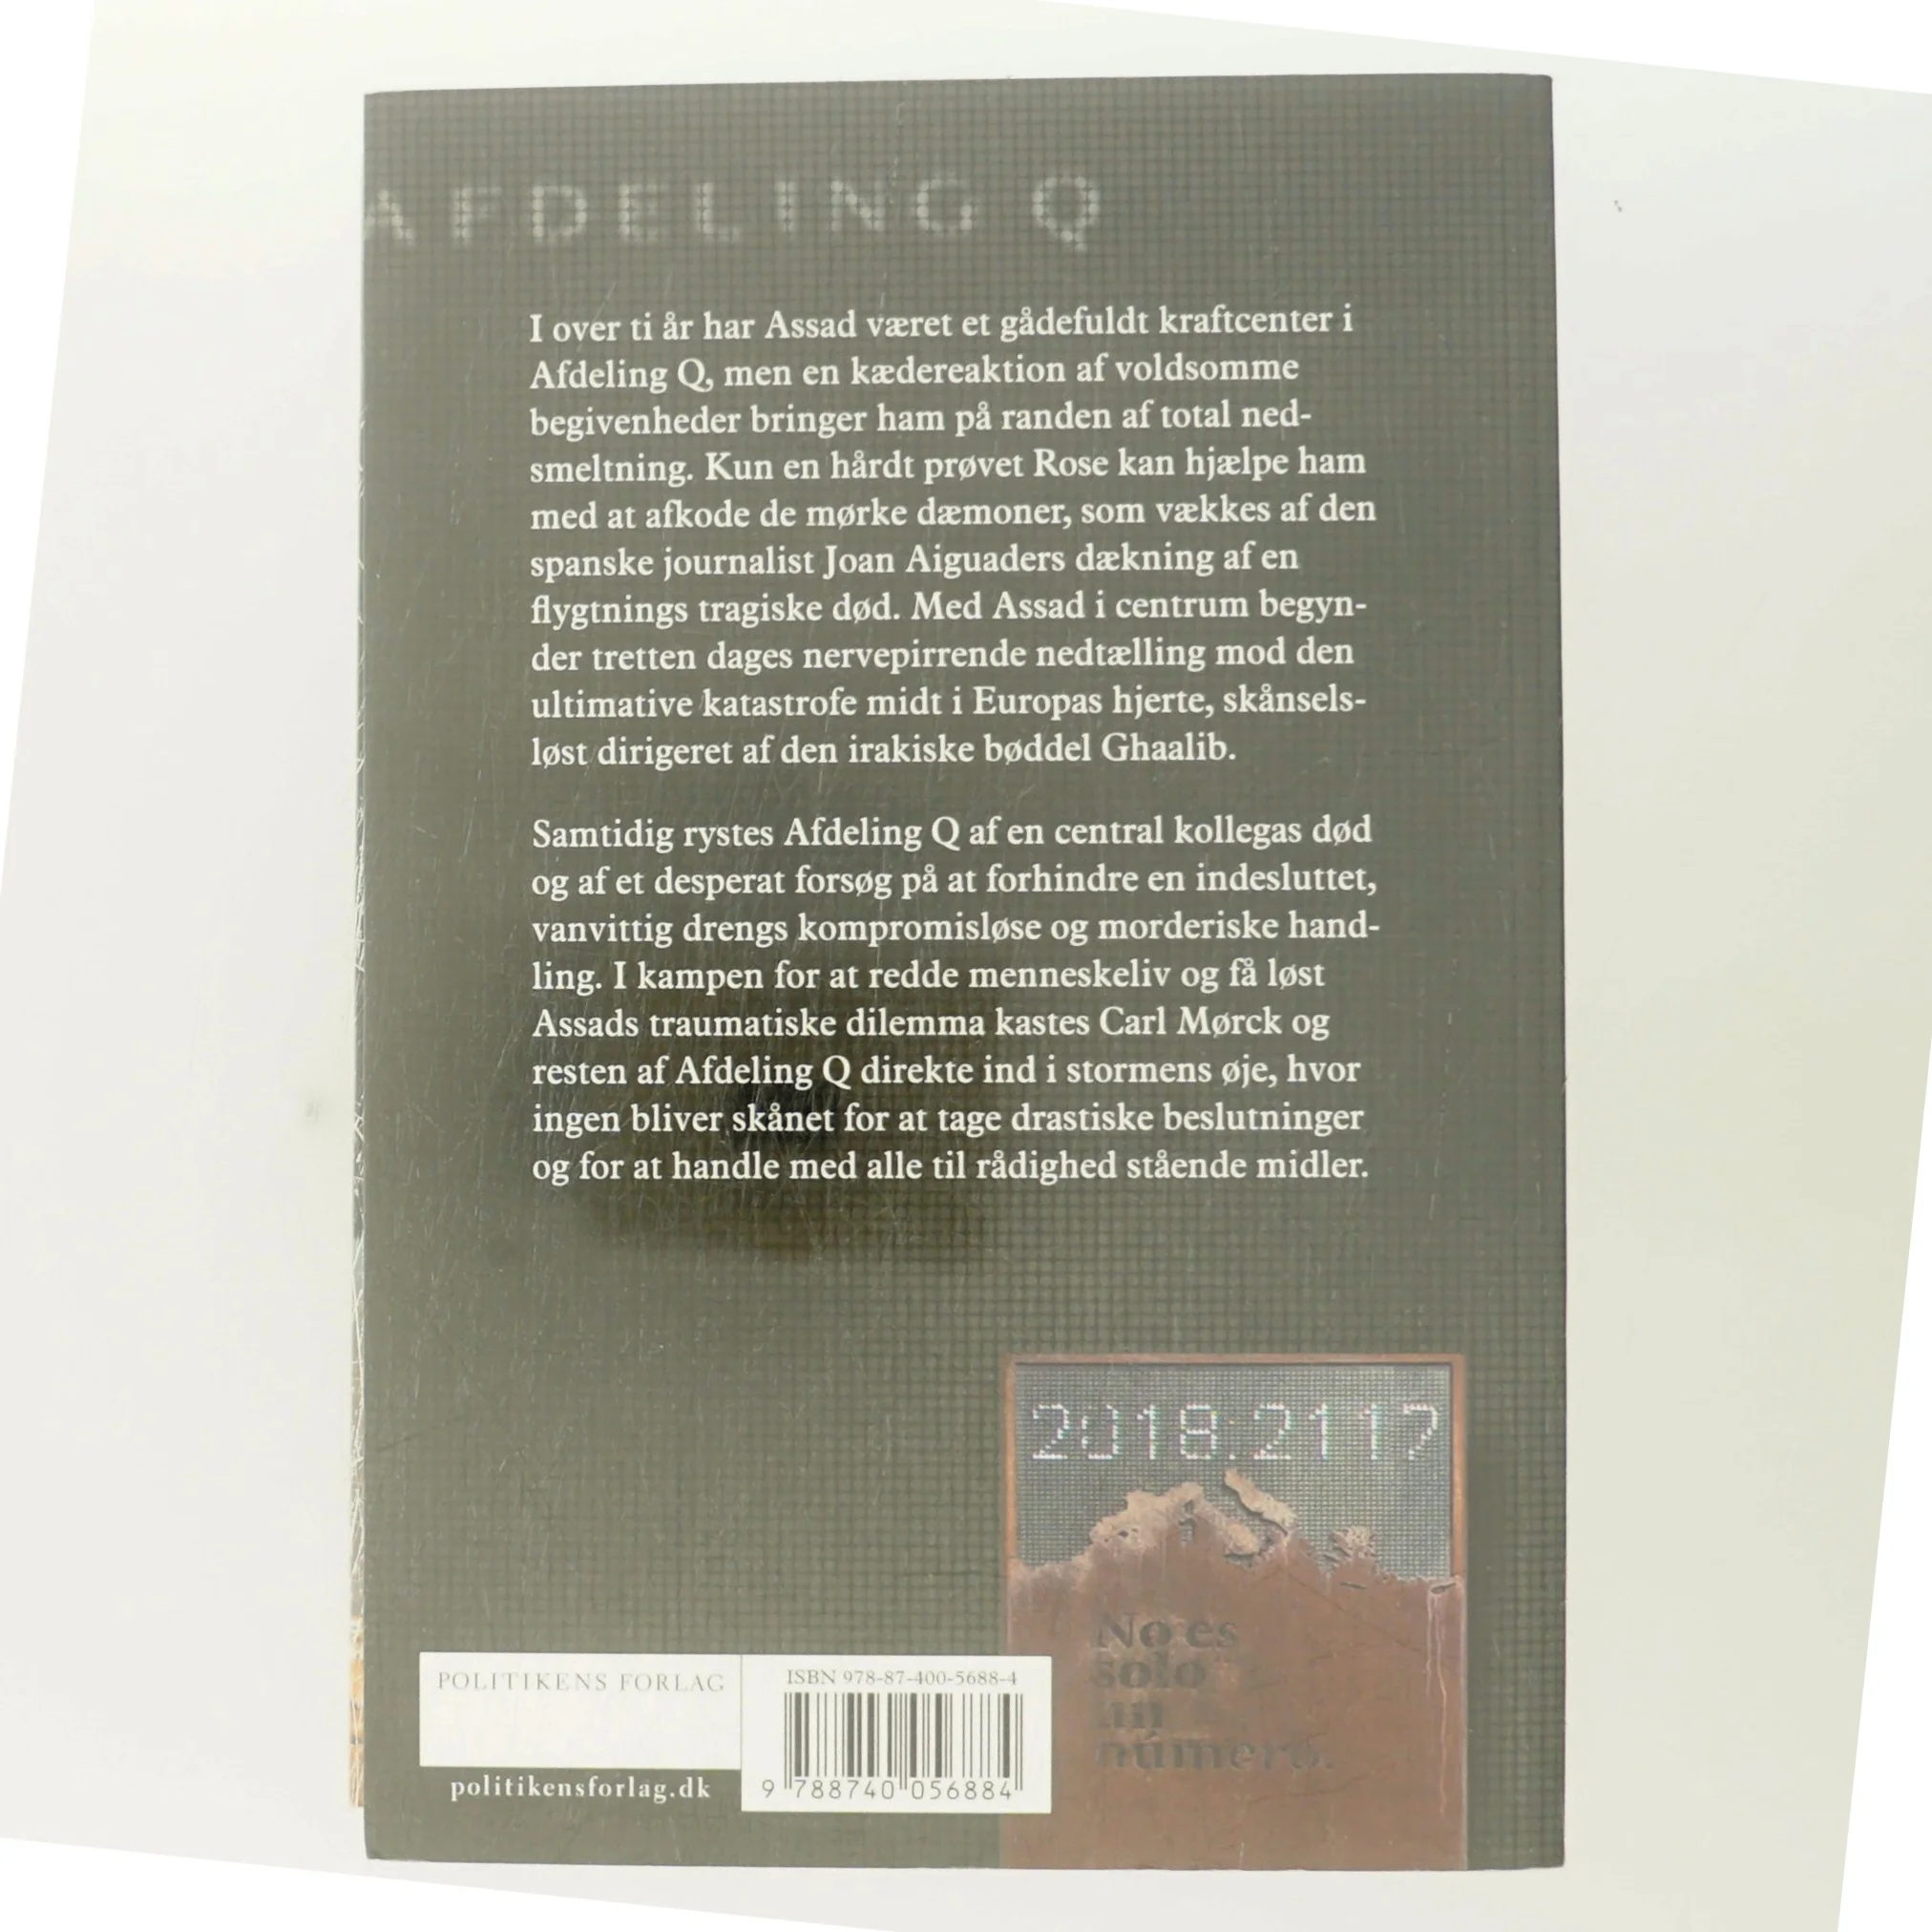 AFDELING Q
I over ti år har Assad været et gådefuldt kraftcenter i
Afdeling Q, men en kædereaktion af voldsomme
begivenheder bringer ham på randen af total ned-
smeltning. Kun en hårdt prøvet Rose kan hjælpe ham
med at afkode de mørke dæmoner, som vækkes af den
spanske journalist Joan Aiguaders dækning af en
flygtnings tragiske død. Med Assad i centrum begyn-
der tretten dages nervepirrende nedtælling mod den
ultimative katastrofe midt i Europas hjerte, skånsels-
løst dirigeret af den irakiske bøddel Ghaalib.
Samtidig rystes Afdeling Q af en central kollegas død
og af et desperat forsøg på at forhindre en indesluttet,
vanvittig drengs kompromisløse og morderiske hand-
ling. I kampen for at redde menneskeliv og få løst
Assads traumatiske dilemma kastes Carl Mørck og
resten af Afdeling Q direkte ind i stormens øje, hvor
ingen bliver skånet for at tage drastiske beslutninger
og for at handle med alle til rådighed stående midler.
2018:2117
No es
solo
un
número.
POLITIKENS FORLAG
politikensforlag.dk
ISBN 978-87-400-5688-4
9 788740 056884